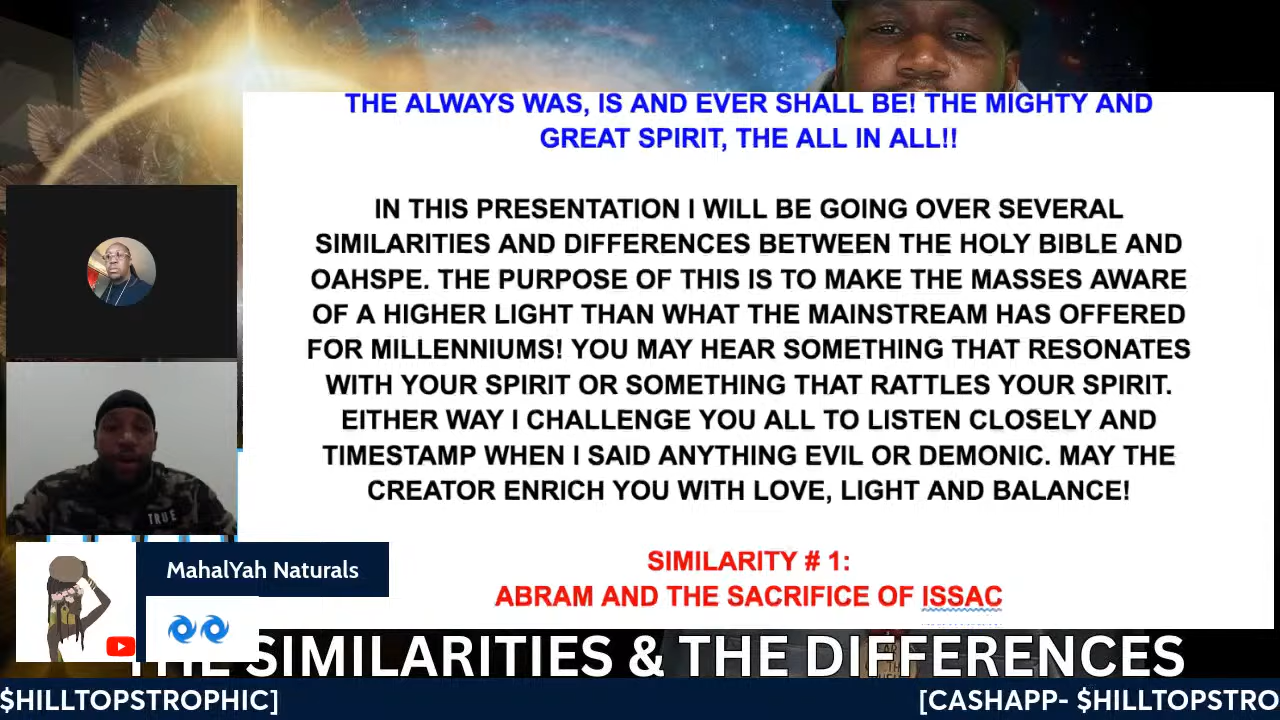 THE ALWAYS WAS, IS AND EVER SHALL BE! THE MIGHTY AND
GREAT SPIRIT, THE ALL IN ALL!!
IN THIS PRESENTATION I WILL BE GOING OVER SEVERAL
SIMILARITIES AND DIFFERENCES BETWEEN THE HOLY BIBLE AND
OAHSPE. THE PURPOSE OF THIS IS TO MAKE THE MASSES AWARE
OF A HIGHER LIGHT THAN WHAT THE MAINSTREAM HAS OFFERED
FOR MILLENNIUMS! YOU MAY HEAR SOMETHING THAT RESONATES
WITH YOUR SPIRIT OR SOMETHING THAT RATTLES YOUR SPIRIT.
EITHER WAY I CHALLENGE YOU ALL TO LISTEN CLOSELY AND
TIMESTAMP WHEN I SAID ANYTHING EVIL OR DEMONIC. MAY THE
CREATOR ENRICH YOU WITH LOVE, LIGHT AND BALANCE!
SIMILARITY # 1:
ABRAM AND THE SACRIFICE OF ISSAC
TRUE
MahalYah Naturals
THE SIMILARITIES & THE DIFFERENCES
$HILLTOPSTROPHIC]
[CASHAPP- $HILLTOPSTRO